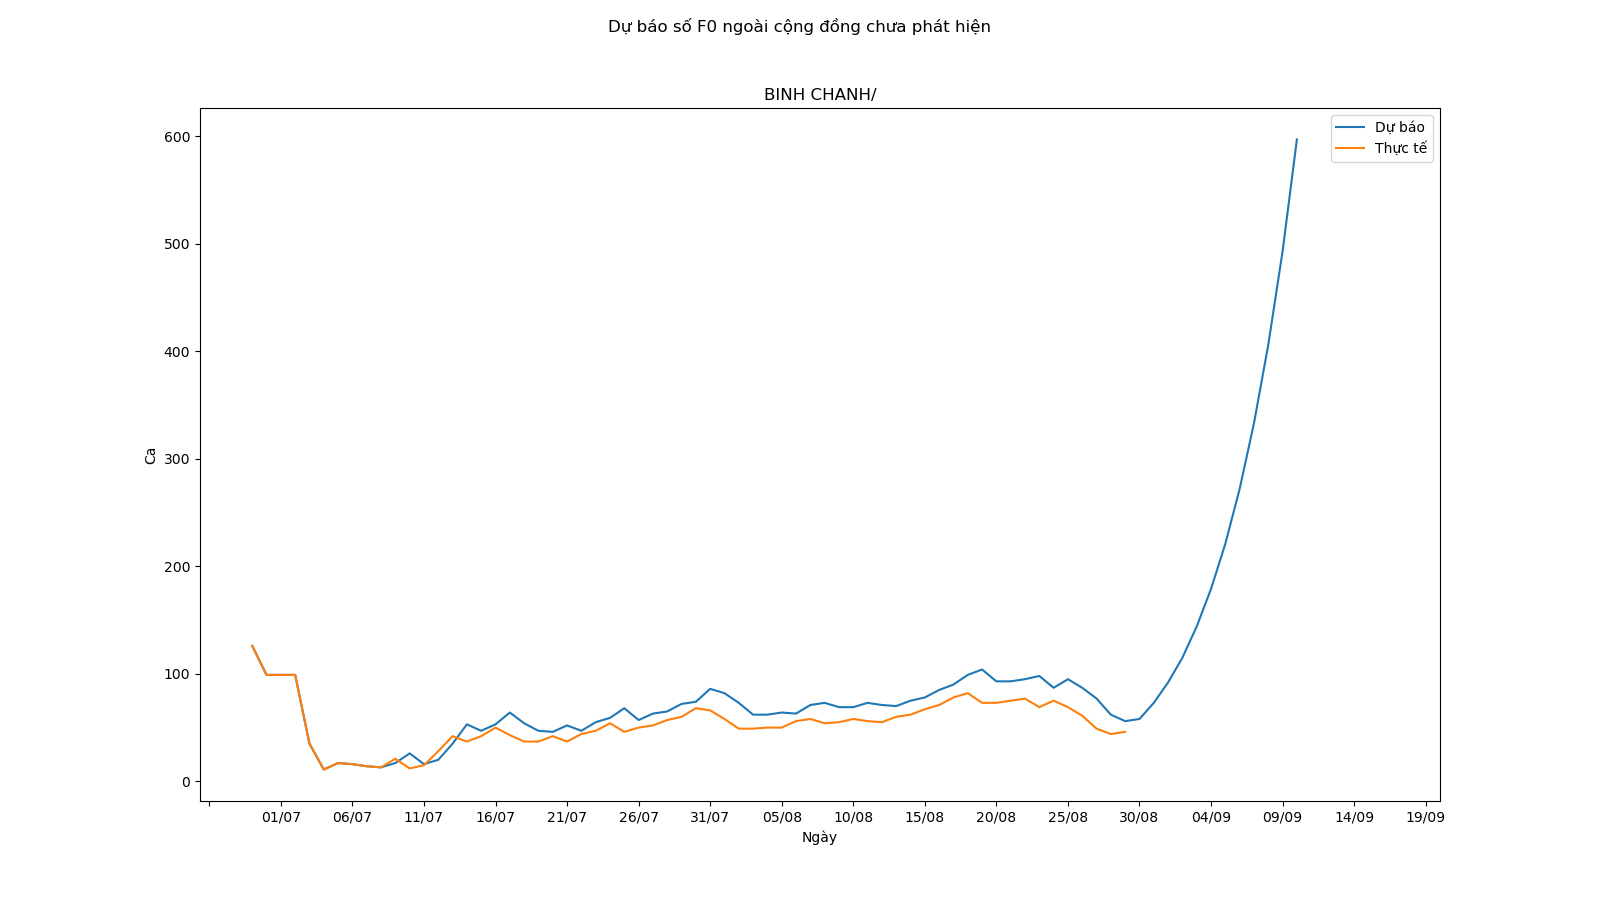 Dự báo số F0 ngoài cộng đồng chưa phát hiện
BINH CHANH/
Dự báo
Thực tế
600
500
400
300
200
100
0
Ca
01/07 06/07 11/07 16/07 21/07 26/07 31/07 05/08 10/08 15/08 20/08 25/08 30/08 04/09 09/09 14/09 19/09
Ngày